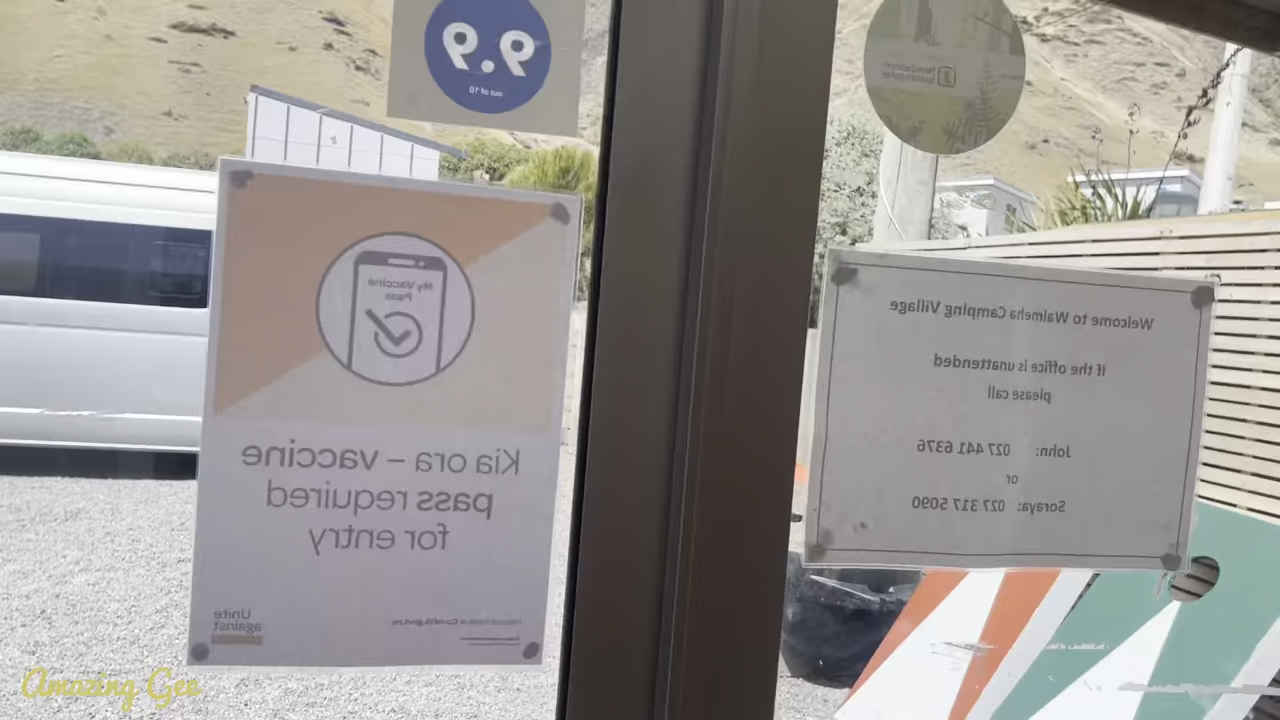 9.9
out of 10
My Vaccine
Pass
Kia ora – vaccine
pass required
for entry
Unite
against
Welcome to Waimeha Camping Village
If the office is unattended
please call
John: 027 441 6376
or
Soraya: 027 317 5090
Amazing Gee